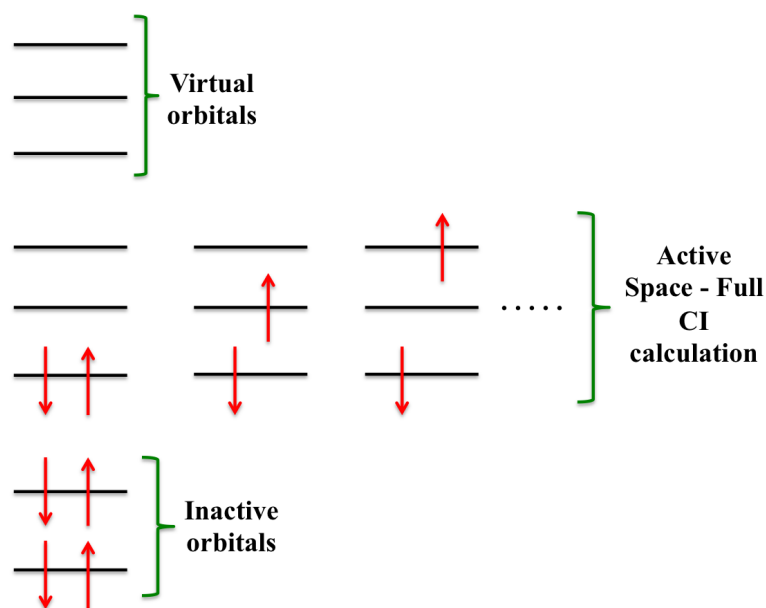 Virtual
orbitals
.....
Active
Space - Full
CI
calculation
Inactive
orbitals